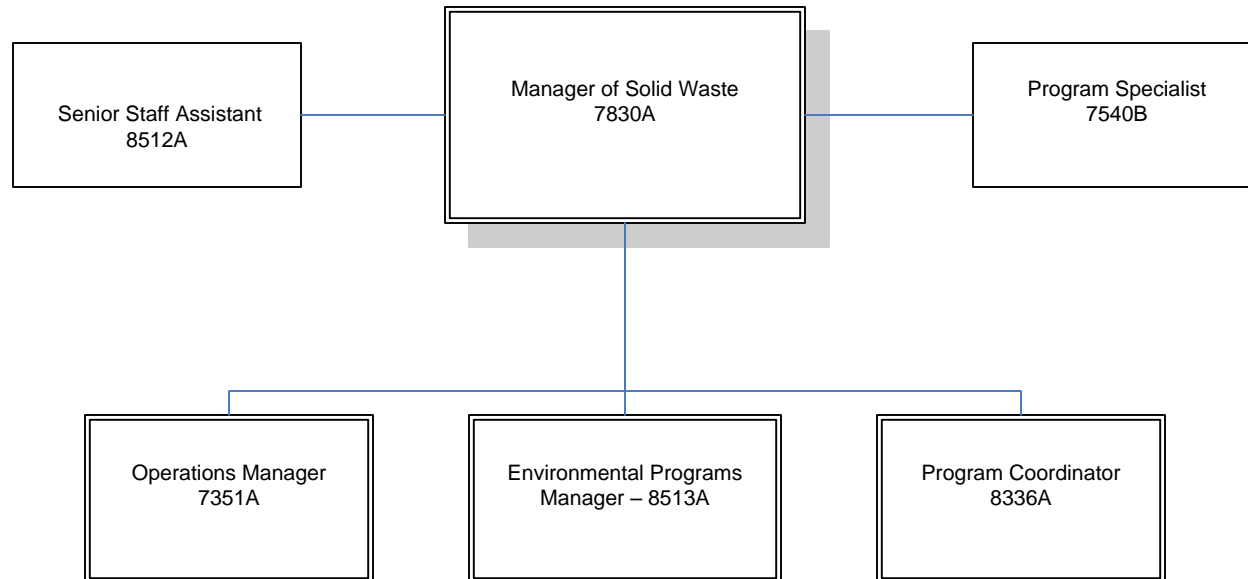 Manager of Solid Waste
7830A
Senior Staff Assistant
8512A
Program Specialist
7540B
Operations Manager
7351A
Environmental Programs
Manager – 8513A
Program Coordinator
8336A